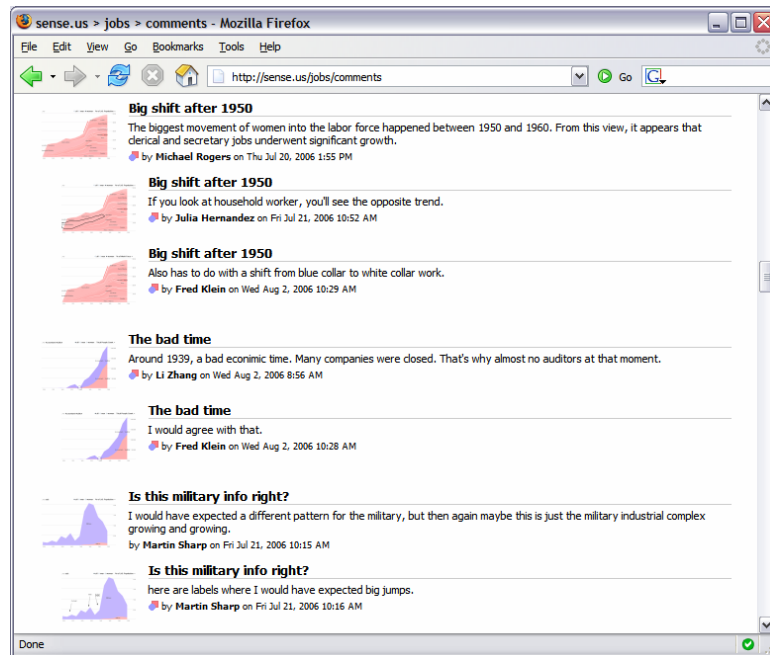 sense.us > jobs > comments - Mozilla Firefox
File Edit View Go Bookmarks Tools Help
http://sense.us/jobs/comments Go G
Big shift after 1950
The biggest movement of women into the labor force happened between 1950 and 1960. From this view, it appears that
clerical and secretary jobs underwent significant growth.
by Michael Rogers on Thu Jul 20, 2006 1:55 PM
Big shift after 1950
If you look at household worker, you'll see the opposite trend.
by Julia Hernandez on Fri Jul 21, 2006 10:52 AM
Big shift after 1950
Also has to do with a shift from blue collar to white collar work.
by Fred Klein on Wed Aug 2, 2006 10:29 AM
The bad time
Around 1939, a bad econimic time. Many companies were closed. That's why almost no auditors at that moment.
by Li Zhang on Wed Aug 2, 2006 8:56 AM
The bad time
I would agree with that.
by Fred Klein on Wed Aug 2, 2006 10:28 AM
Is this military info right?
I would have expected a different pattern for the military, but then again maybe this is just the military industrial complex
growing and growing.
by Martin Sharp on Fri Jul 21, 2006 10:15 AM
Is this military info right?
here are labels where I would have expected big jumps.
by Martin Sharp on Fri Jul 21, 2006 10:16 AM
Done